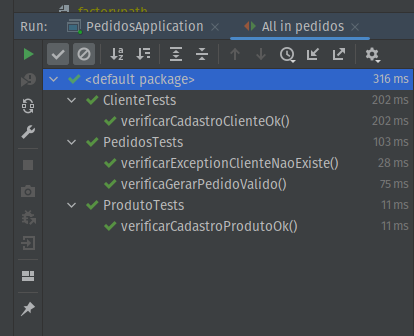 factorypath
Run: PedidosApplication × All in pedidos ×
<default package> 316 ms
ClienteTests 202 ms
verificarCadastroClienteOk() 202 ms
PedidosTests 103 ms
verificarExceptionClienteNaoExiste() 28 ms
verificaGerarPedidoValido() 75 ms
ProdutoTests 11 ms
verificarCadastroProdutoOk() 11 ms